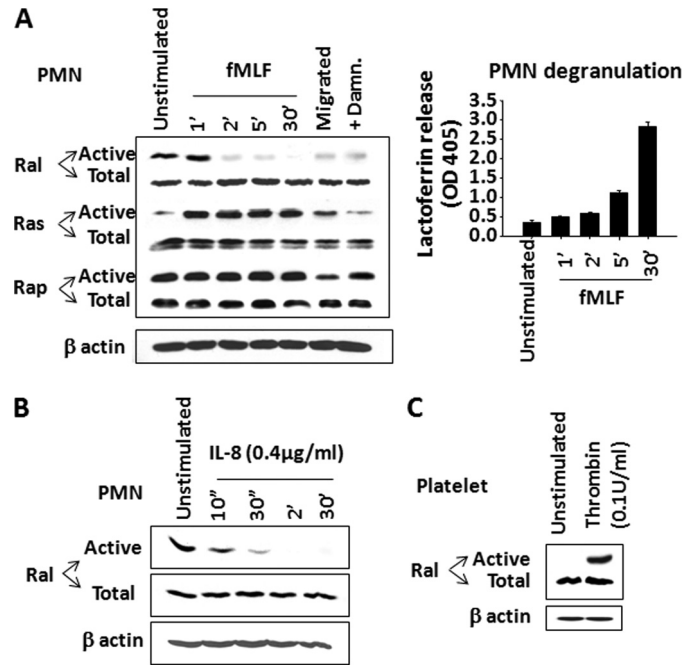 A
PMN
Unstimulated
fMLF
1’
2’
5’
30’
Migrated
+ Damn.
Ral
Active
Total
Ras
Active
Total
Rap
Active
Total
β actin
PMN degranulation
Lactoferrin release
(OD 405)
3.5
3.0
2.5
2.0
1.5
1.0
0.5
0.0
Unstimulated
1’
2’
5’
30’
fMLF
B
PMN
Unstimulated
IL-8 (0.4μg/ml)
10”
30”
2’
30’
Ral
Active
Total
β actin
C
Platelet
Unstimulated
Thrombin
(0.1U/ml)
Ral
Active
Total
β actin